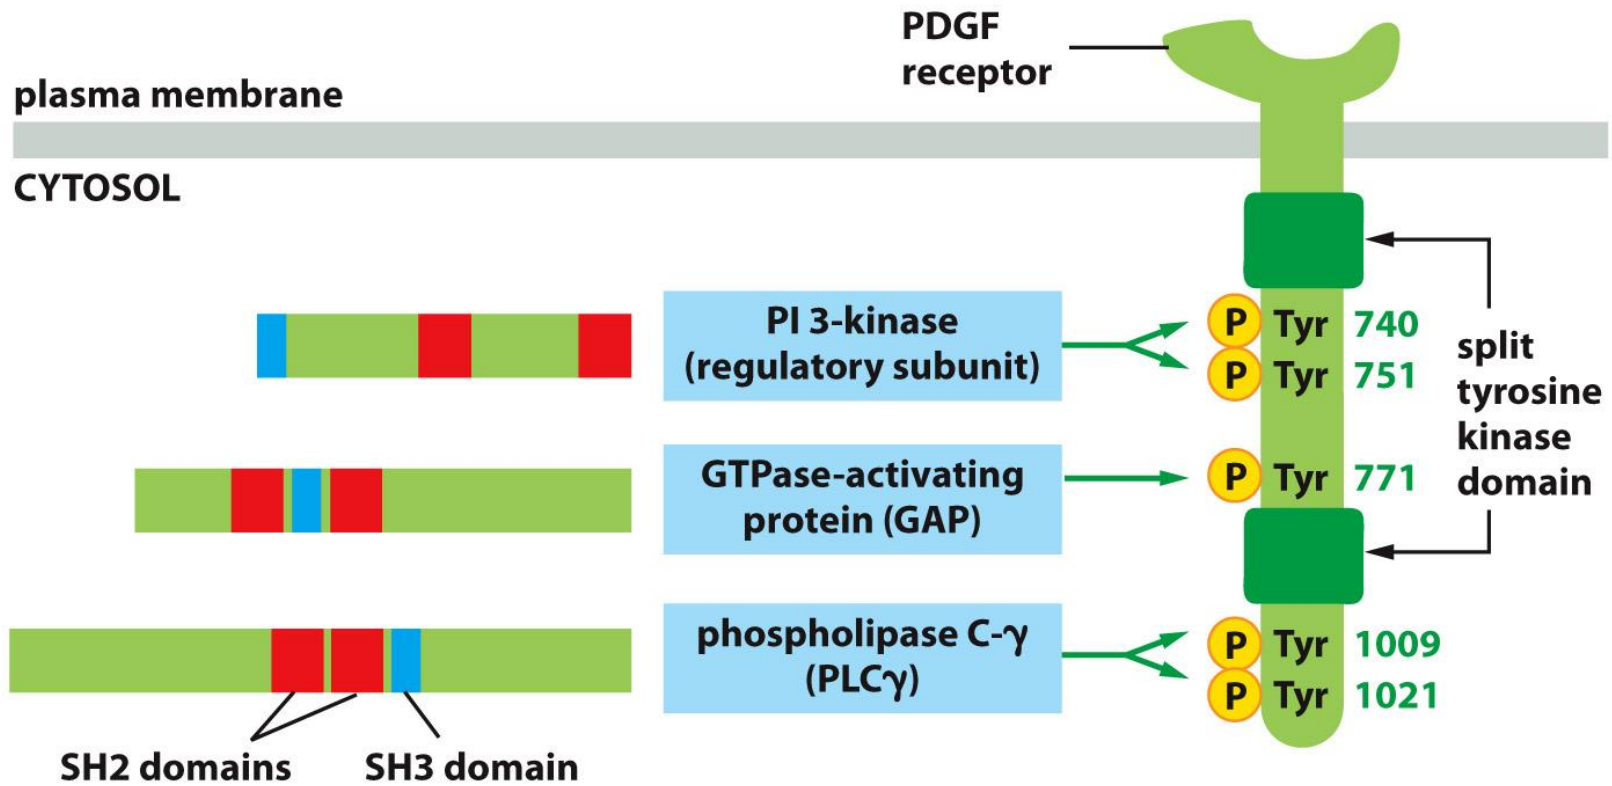 PDGF
receptor
plasma membrane
CYTOSOL
PI 3-kinase
(regulatory subunit)
P Tyr 740
P Tyr 751
split
tyrosine
kinase
domain
GTPase-activating
protein (GAP)
P Tyr 771
phospholipase C-γ
(PLCγ)
P Tyr 1009
P Tyr 1021
SH2 domains
SH3 domain